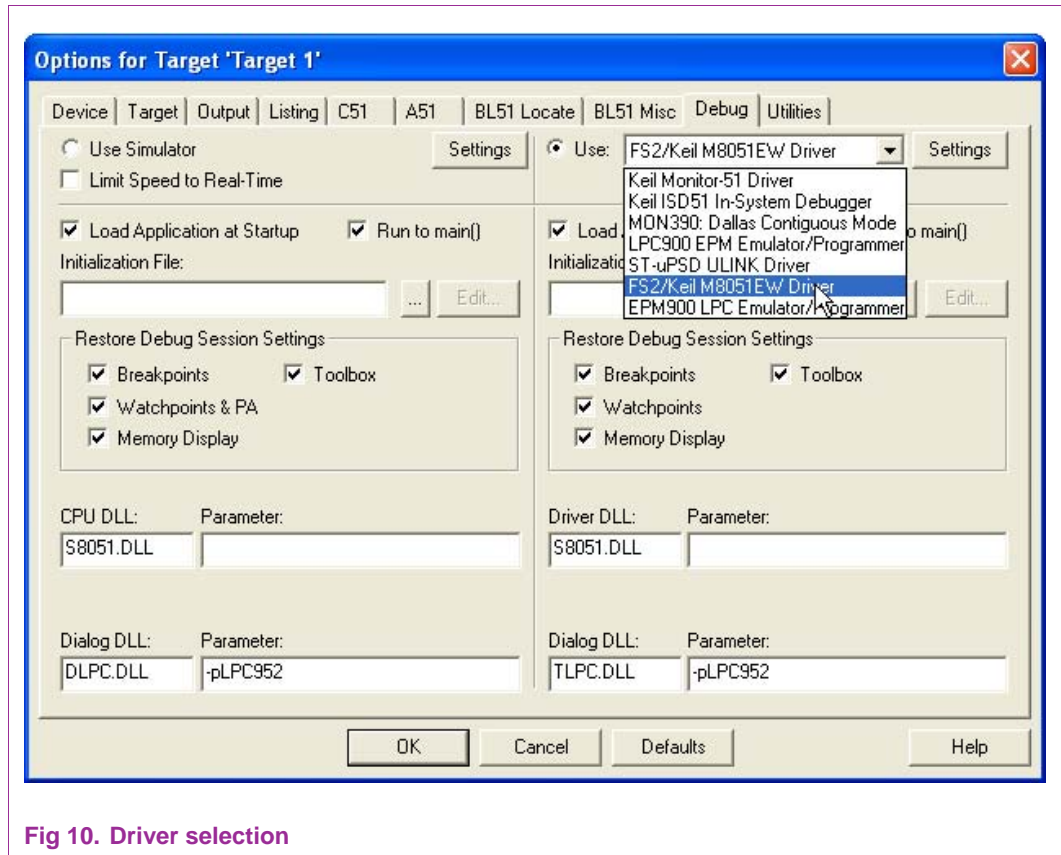 Options for Target 'Target 1'
Device Target Output Listing C51 A51 BL51 Locate BL51 Misc Debug Utilities
Use Simulator Settings
Limit Speed to Real-Time
Use: FS2/Keil M8051EW Driver Settings
Keil Monitor-51 Driver
Keil ISD51 In-System Debugger
MON390: Dallas Contiguous Mode
LPC900 EPM Emulator/Programmer
ST-uPSD ULINK Driver
FS2/Keil M8051EW Driver
EPM900 LPC Emulator/Programmer
Load Application at Startup Run to main()
Initialization File:
... Edit...
Load
o main()
Initializatio
Edit...
Restore Debug Session Settings
Breakpoints Toolbox
Watchpoints & PA
Memory Display
Restore Debug Session Settings
Breakpoints Toolbox
Watchpoints
Memory Display
CPU DLL: Parameter:
S8051.DLL
Driver DLL: Parameter:
S8051.DLL
Dialog DLL: Parameter:
DLPC.DLL -pLPC952
Dialog DLL: Parameter:
TLPC.DLL -pLPC952
OK Cancel Defaults Help
Fig 10. Driver selection